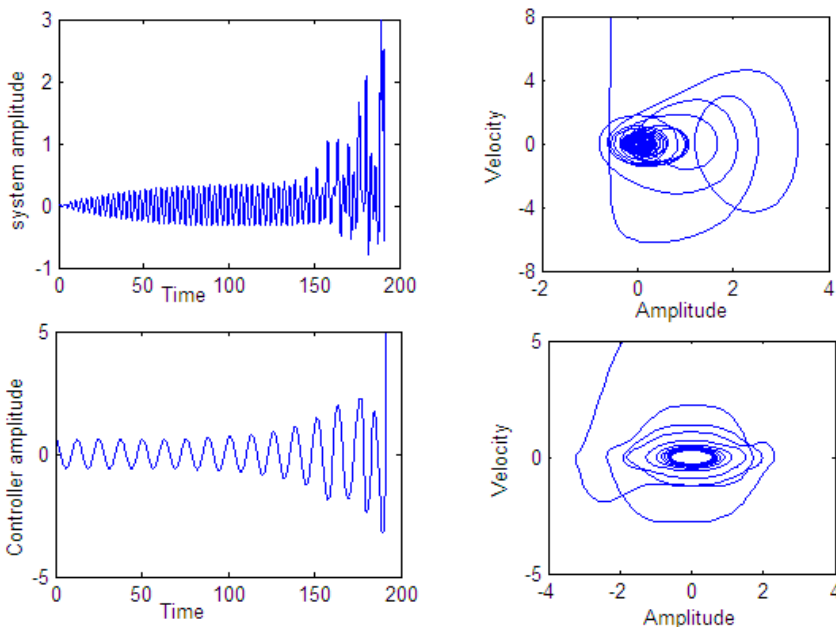 3
2
1
0
-1
system amplitude
0 50 100 150 200
Time
8
4
0
-4
-8
Velocity
-2 0 2 4
Amplitude
5
0
-5
Controller amplitude
0 50 100 150 200
Time
5
0
-5
Velocity
-4 -2 0 2 4
Amplitude